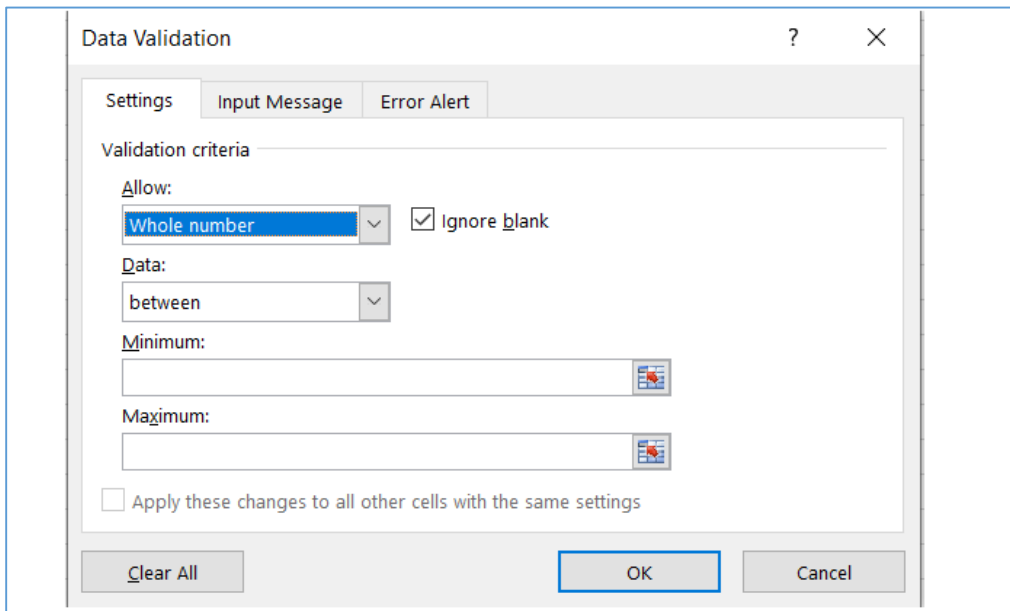 Data Validation ?
Settings Input Message Error Alert
Validation criteria
Allow:
Whole number Ignore blank
Data:
between
Minimum:
Maximum:
Apply these changes to all other cells with the same settings
Clear All OK Cancel